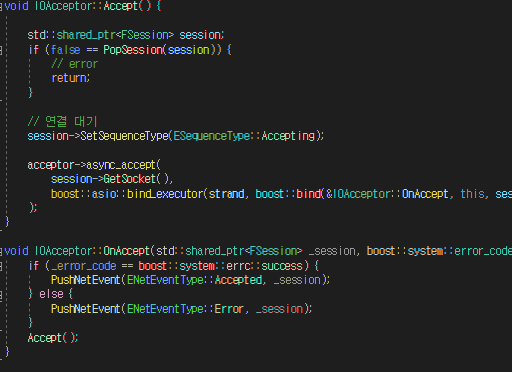 void IOAcceptor::Accept() {
std::shared_ptr<FSession> session;
if (false == PopSession(session)) {
// error
return;
}
// 연결 대기
session->SetSequenceType(ESequenceType::Accepting);
acceptor->async_accept(
session->GetSocket(),
boost::asio::bind_executor(strand, boost::bind(&IOAcceptor::OnAccept, this, ses
);
}
void IOAcceptor::OnAccept(std::shared_ptr<FSession> _session, boost::system::error_code
if (_error_code == boost::system::errc::success) {
PushNetEvent(ENetEventType::Accepted, _session);
} else {
PushNetEvent(ENetEventType::Error, _session);
}
Accept();
}